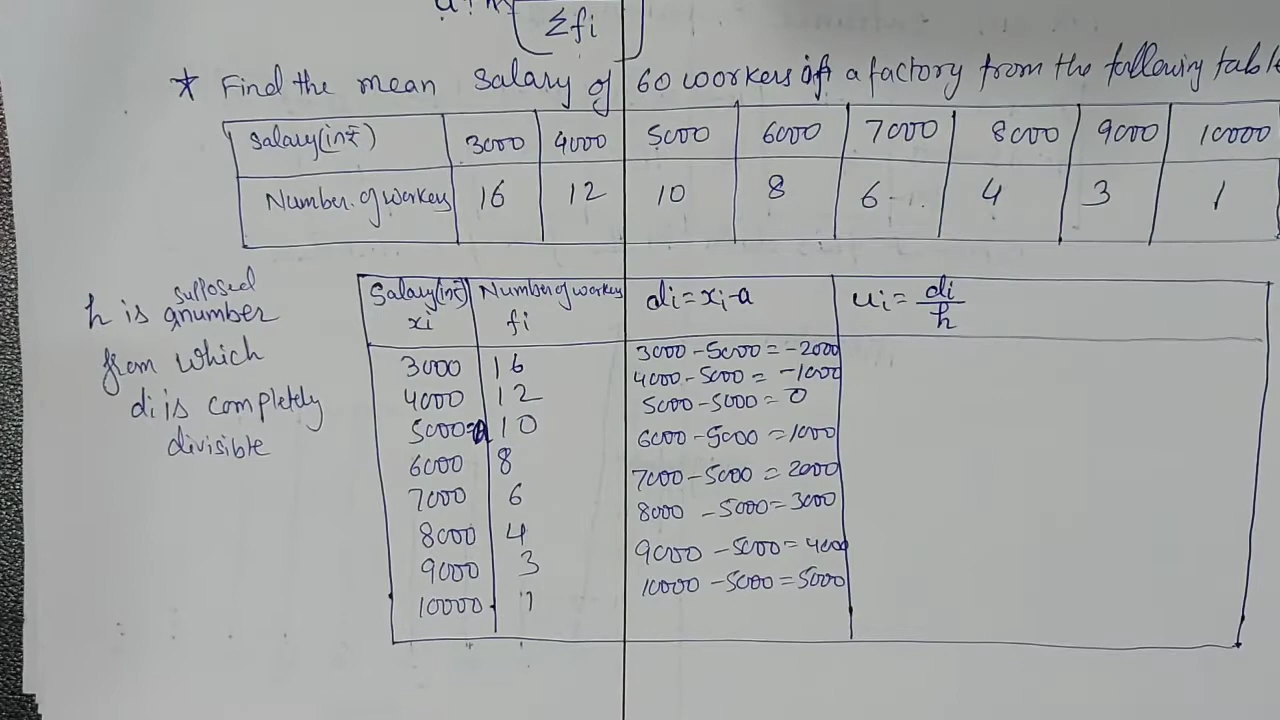 Σfi
* Find the mean salary of 60 workers of a factory from the following table
Salary(in₹) 3000 4000 5000 6000 7000 8000 9000 10000
Number. of workers 16 12 10 8 6 4 3 1
h is a supposed number
from which
di is completely
divisible
Salary(in₹) xi Number of workers fi di = xi - a ui = di/h
3000 16 3000 - 5000 = -2000
4000 12 4000 - 5000 = -1000
5000=a 10 5000 - 5000 = 0
6000 8 6000 - 5000 = 1000
7000 6 7000 - 5000 = 2000
8000 4 8000 - 5000 = 3000
9000 3 9000 - 5000 = 4000
10000 1 10000 - 5000 = 5000